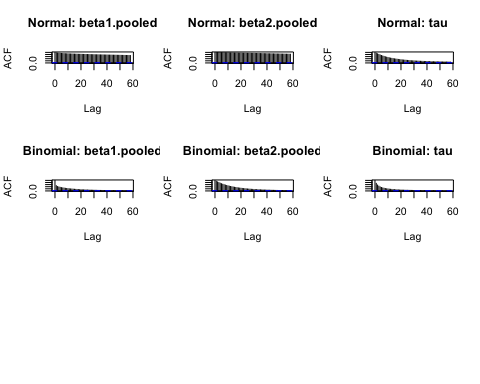 Normal: beta1.pooled
Normal: beta2.pooled
Normal: tau
ACF
0.0
ACF
0.0
ACF
0.0
0 20 40 60
0 20 40 60
0 20 40 60
Lag
Lag
Lag
Binomial: beta1.pooled
Binomial: beta2.pooled
Binomial: tau
ACF
0.0
ACF
0.0
ACF
0.0
0 20 40 60
0 20 40 60
0 20 40 60
Lag
Lag
Lag